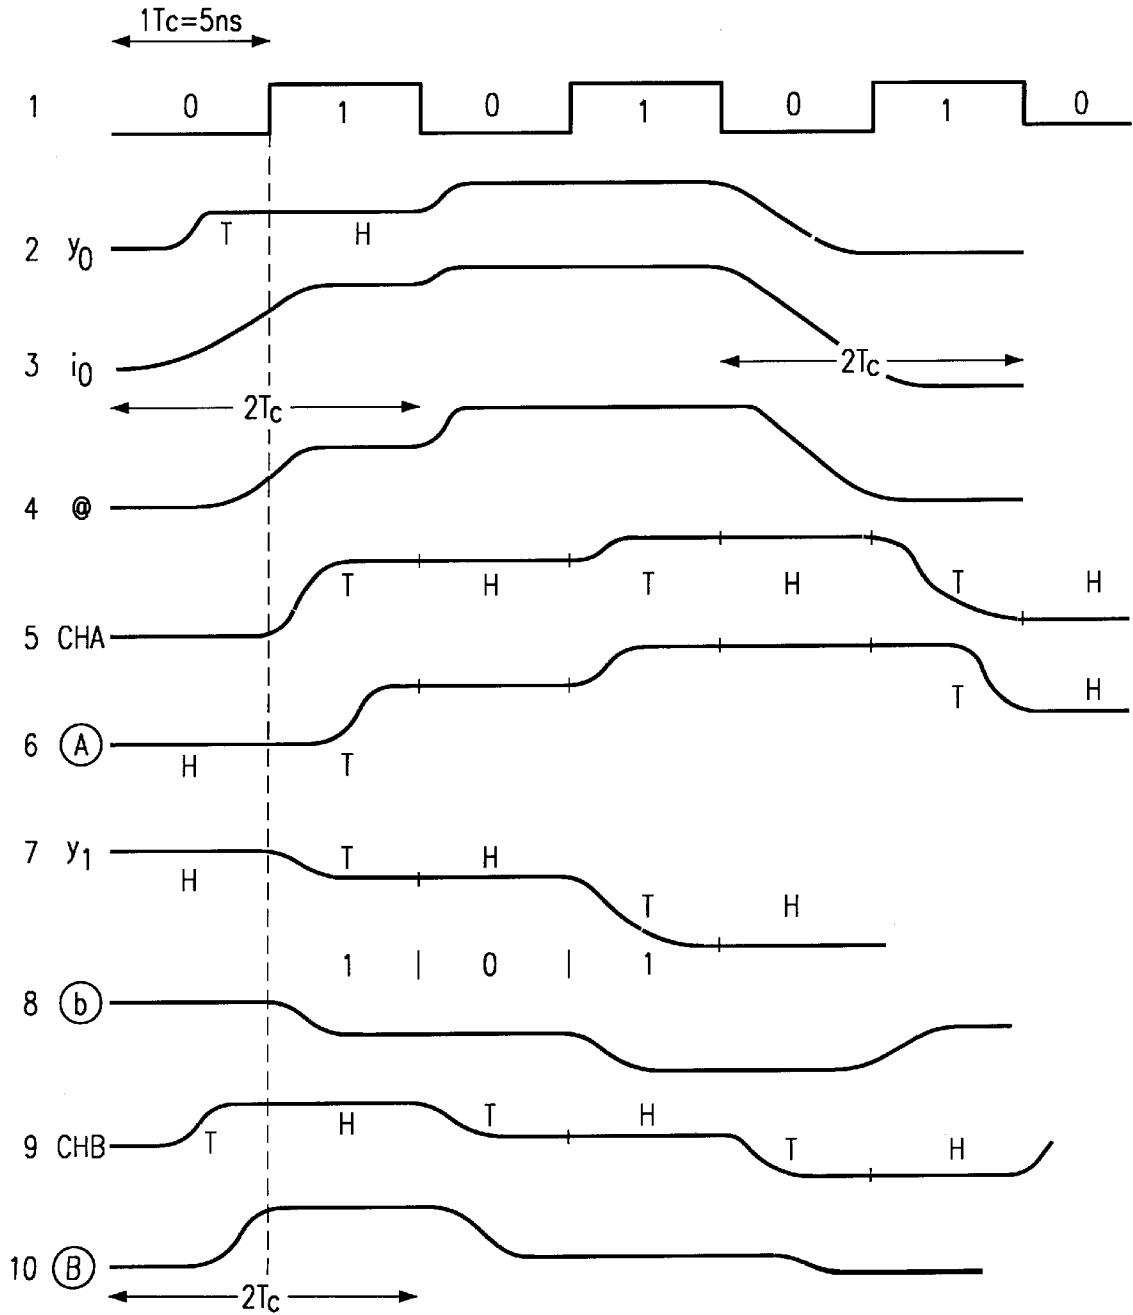 1Tc=5ns
1 0 1 0 1 0 1 0
2 y0 T H
3 i0 2Tc
2Tc
4 @
5 CHA T H T H T H
6 A H T T H
7 y1 H T H T H
1 | 0 | 1
8 b
9 CHB T H T H T H
10 B
2Tc